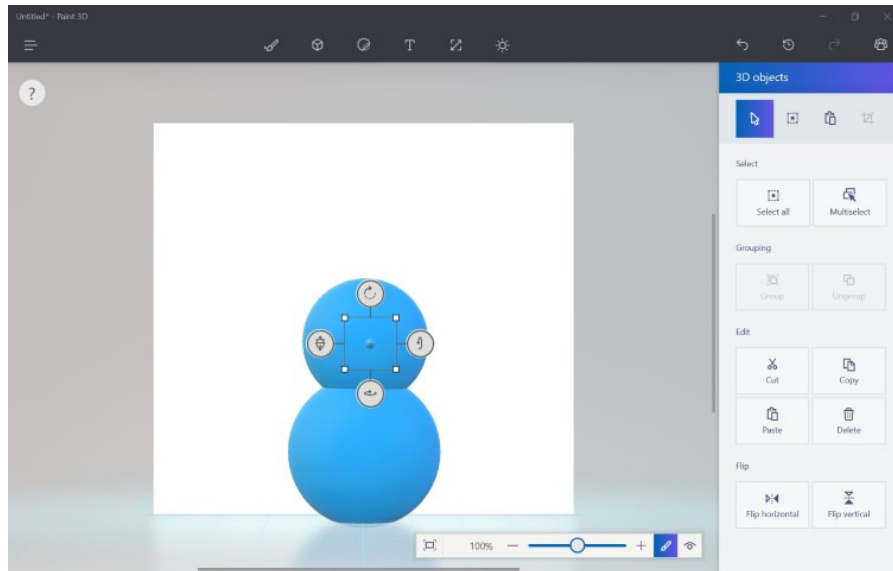 Untitled* - Paint 3D
T
?
3D objects
Select
Select all
Multiselect
Grouping
Group
Ungroup
Edit
Cut
Copy
Paste
Delete
Flip
Flip horizontal
Flip vertical
100%